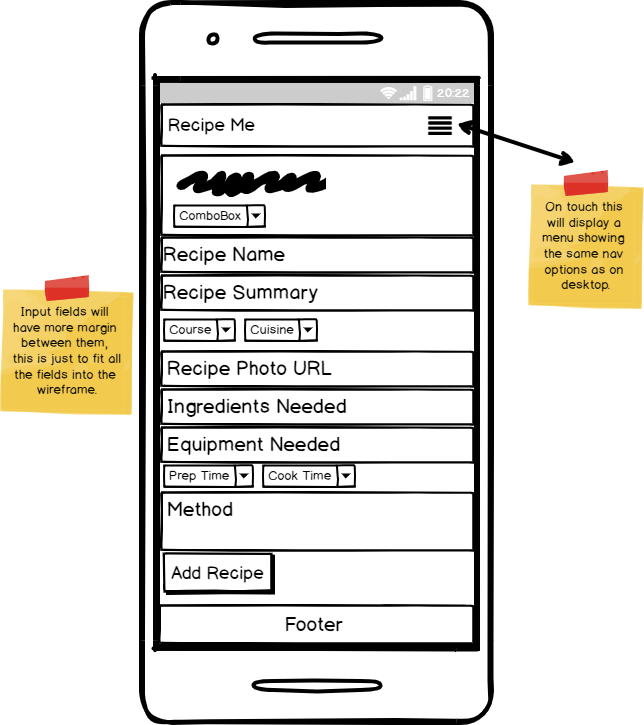 20:22
Recipe Me
ComboBox
Recipe Name
Recipe Summary
Course Cuisine
Recipe Photo URL
Ingredients Needed
Equipment Needed
Prep Time Cook Time
Method
Add Recipe
Footer
On touch this
will display a
menu showing
the same nav
options as on
desktop.
Input fields will
have more margin
between them,
this is just to fit all
the fields into the
wireframe.